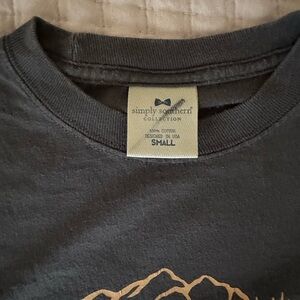 simply southern®
COLLECTION
100% COTTON
DESIGNED IN USA
SMALL